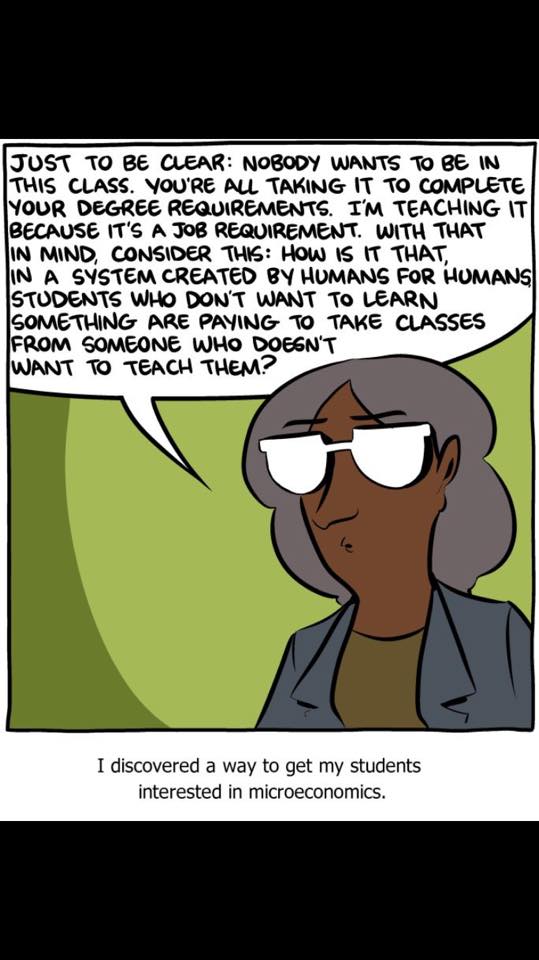 JUST TO BE CLEAR: NOBODY WANTS TO BE IN
THIS CLASS. YOU'RE ALL TAKING IT TO COMPLETE
YOUR DEGREE REQUIREMENTS. I'M TEACHING IT
BECAUSE IT'S A JOB REQUIREMENT. WITH THAT
IN MIND, CONSIDER THIS: HOW IS IT THAT,
IN A SYSTEM CREATED BY HUMANS FOR HUMANS,
STUDENTS WHO DON'T WANT TO LEARN
SOMETHING ARE PAYING TO TAKE CLASSES
FROM SOMEONE WHO DOESN'T
WANT TO TEACH THEM?
I discovered a way to get my students
interested in microeconomics.